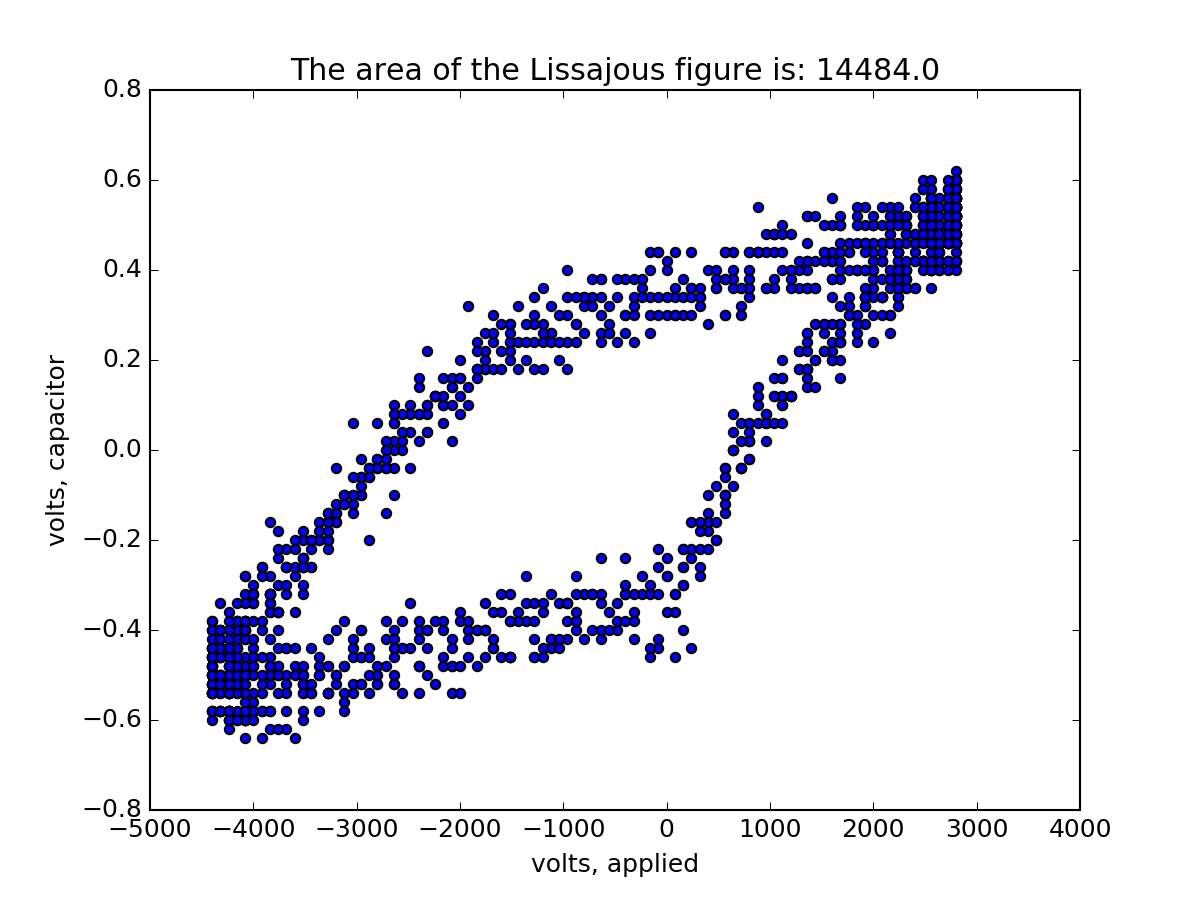 The area of the Lissajous figure is: 14484.0
0.8
0.6
0.4
0.2
0.0
−0.2
−0.4
−0.6
−0.8
volts, capacitor
−5000 −4000 −3000 −2000 −1000 0 1000 2000 3000 4000
volts, applied